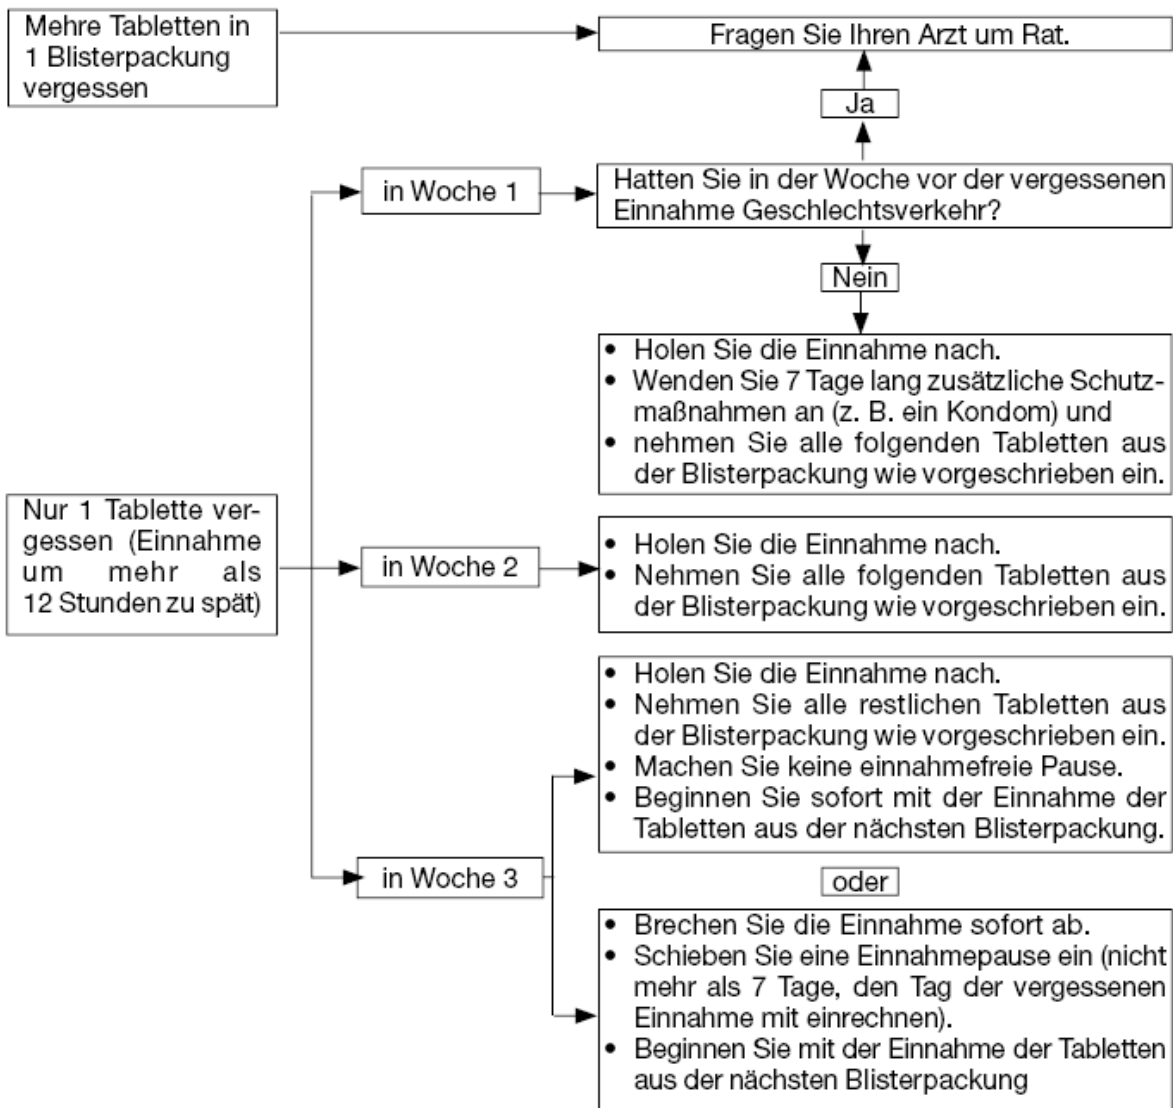 Mehre Tabletten in
1 Blisterpackung
vergessen
Fragen Sie Ihren Arzt um Rat.
Ja
in Woche 1
Hatten Sie in der Woche vor der vergessenen
Einnahme Geschlechtsverkehr?
Nein
• Holen Sie die Einnahme nach.
• Wenden Sie 7 Tage lang zusätzliche Schutz-
maßnahmen an (z. B. ein Kondom) und
• nehmen Sie alle folgenden Tabletten aus
der Blisterpackung wie vorgeschrieben ein.
Nur 1 Tablette ver-
gessen (Einnahme
um mehr als
12 Stunden zu spät)
in Woche 2
• Holen Sie die Einnahme nach.
• Nehmen Sie alle folgenden Tabletten aus
der Blisterpackung wie vorgeschrieben ein.
• Holen Sie die Einnahme nach.
• Nehmen Sie alle restlichen Tabletten aus
der Blisterpackung wie vorgeschrieben ein.
• Machen Sie keine einnahmefreie Pause.
• Beginnen Sie sofort mit der Einnahme der
Tabletten aus der nächsten Blisterpackung.
in Woche 3
oder
• Brechen Sie die Einnahme sofort ab.
• Schieben Sie eine Einnahmepause ein (nicht
mehr als 7 Tage, den Tag der vergessenen
Einnahme mit einrechnen).
• Beginnen Sie mit der Einnahme der Tabletten
aus der nächsten Blisterpackung